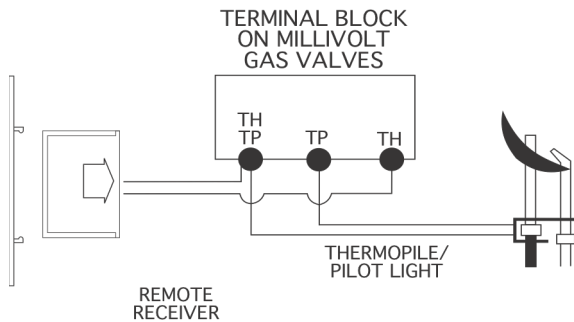 TERMINAL BLOCK
ON MILLIVOLT
GAS VALVES
TH
TP
TP
TH
THERMOPILE/
PILOT LIGHT
REMOTE
RECEIVER